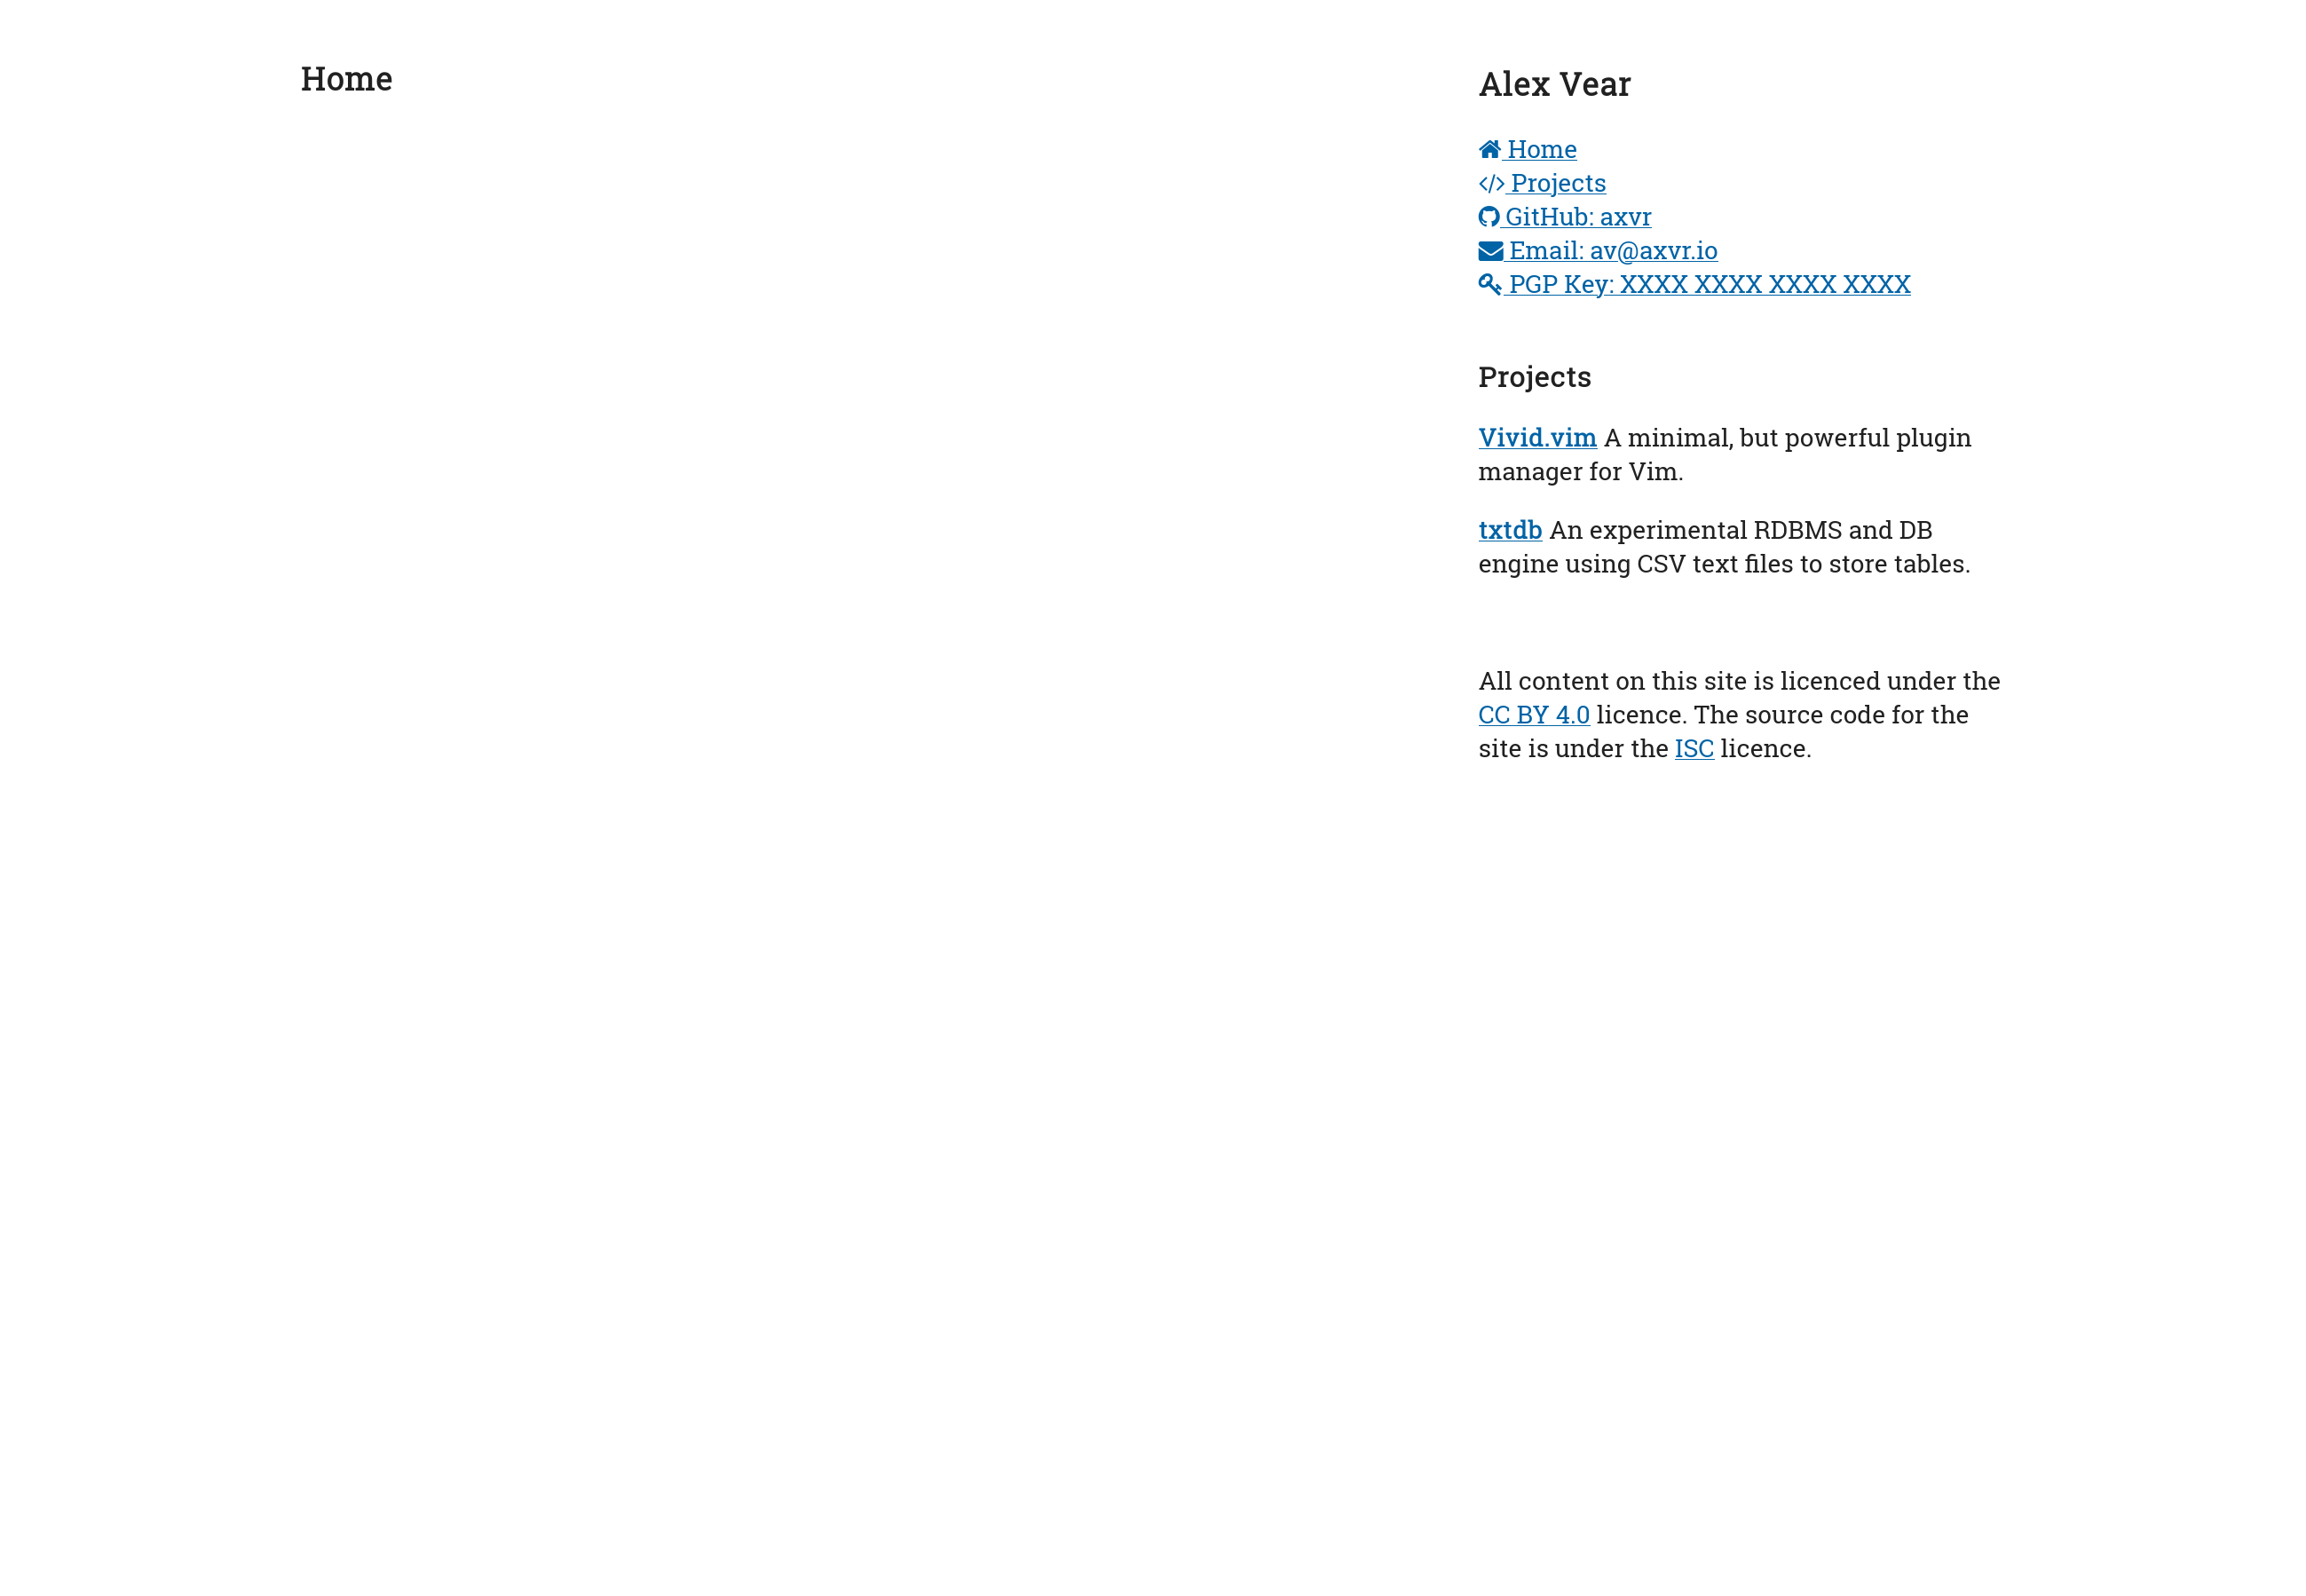 Home
Alex Vear
Home
Projects
GitHub: axvr
Email: av@axvr.io
PGP Key: XXXX XXXX XXXX XXXX
Projects
Vivid.vim A minimal, but powerful plugin
manager for Vim.
txtdb An experimental RDBMS and DB
engine using CSV text files to store tables.
All content on this site is licenced under the
CC BY 4.0 licence. The source code for the
site is under the ISC licence.